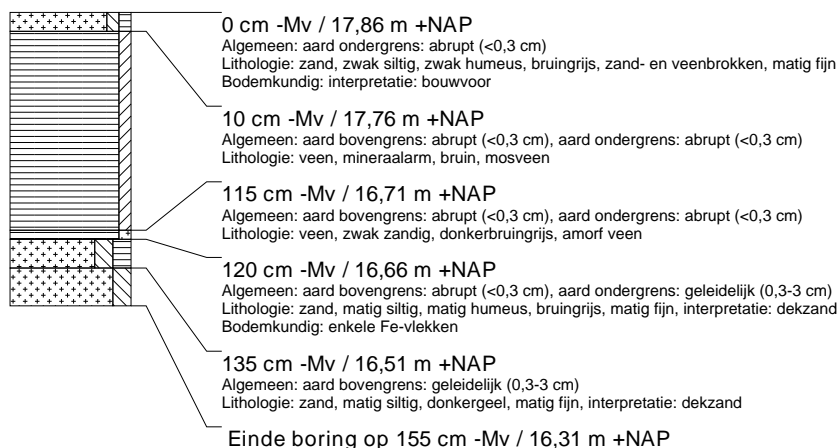 0 cm -Mv / 17,86 m +NAP
Algemeen: aard ondergrens: abrupt (<0,3 cm)
Lithologie: zand, zwak siltig, zwak humeus, bruingrijs, zand- en veenbrokken, matig fijn
Bodemkundig: interpretatie: bouwvoor
10 cm -Mv / 17,76 m +NAP
Algemeen: aard bovengrens: abrupt (<0,3 cm), aard ondergrens: abrupt (<0,3 cm)
Lithologie: veen, mineraalarm, bruin, mosveen
115 cm -Mv / 16,71 m +NAP
Algemeen: aard bovengrens: abrupt (<0,3 cm), aard ondergrens: abrupt (<0,3 cm)
Lithologie: veen, zwak zandig, donkerbruingrijs, amorf veen
120 cm -Mv / 16,66 m +NAP
Algemeen: aard bovengrens: abrupt (<0,3 cm), aard ondergrens: geleidelijk (0,3-3 cm)
Lithologie: zand, matig siltig, matig humeus, bruingrijs, matig fijn, interpretatie: dekzand
Bodemkundig: enkele Fe-vlekken
135 cm -Mv / 16,51 m +NAP
Algemeen: aard bovengrens: geleidelijk (0,3-3 cm)
Lithologie: zand, matig siltig, donkergeel, matig fijn, interpretatie: dekzand
Einde boring op 155 cm -Mv / 16,31 m +NAP